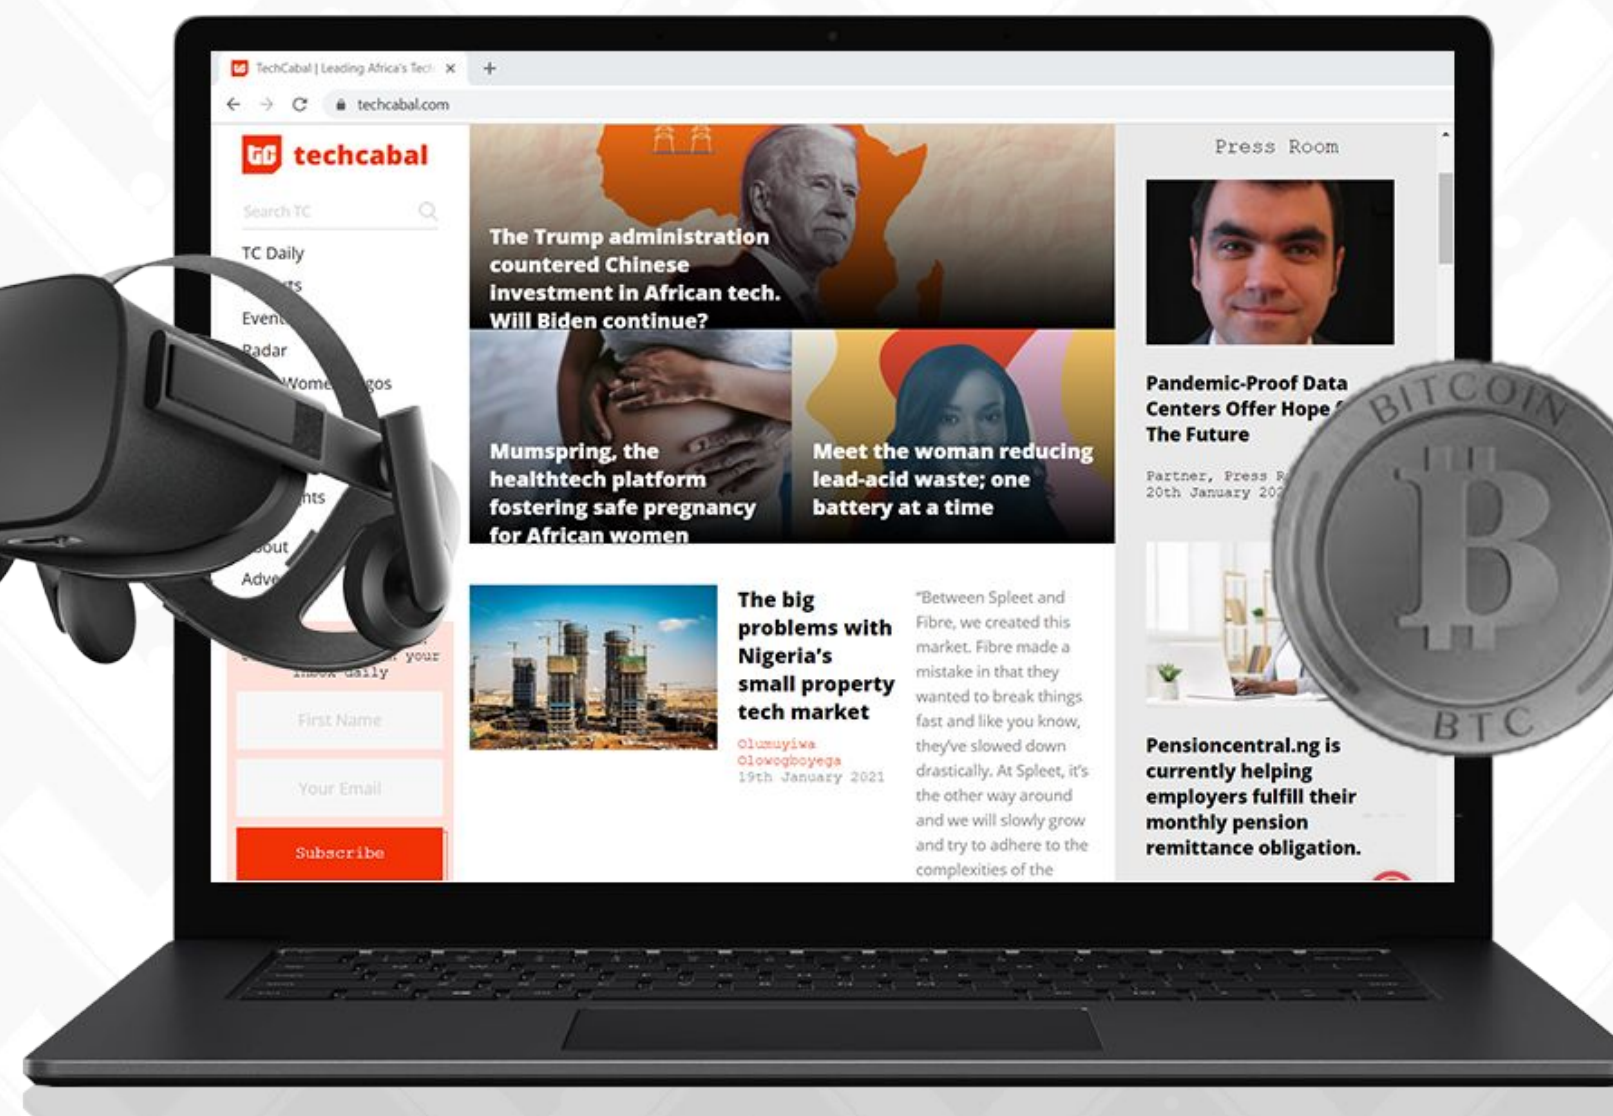 TechCabal | Leading Africa's Tech
techcabal.com
techcabal
Search TC
TC Daily
Event
Radar
About
your
inbox daily
First Name
Your Email
Subscribe
The Trump administration
countered Chinese
investment in African tech.
Will Biden continue?
Mumspring, the
healthtech platform
fostering safe pregnancy
for African women
Meet the woman reducing
lead-acid waste; one
battery at a time
The big
problems with
Nigeria's
small property
tech market
Olumuyiwa
Olowogboyega
19th January 2021
"Between Spleet and
Fibre, we created this
market. Fibre made a
mistake in that they
wanted to break things
fast and like you know,
they've slowed down
drastically. At Spleet, it's
the other way around
and we will slowly grow
and try to adhere to the
complexities of the
Press Room
Pandemic-Proof Data
Centers Offer Hope
The Future
Partner, Press
20th January
Pensioncentral.ng is
currently helping
employers fulfill their
monthly pension
remittance obligation.
BITCOIN
B
BTC